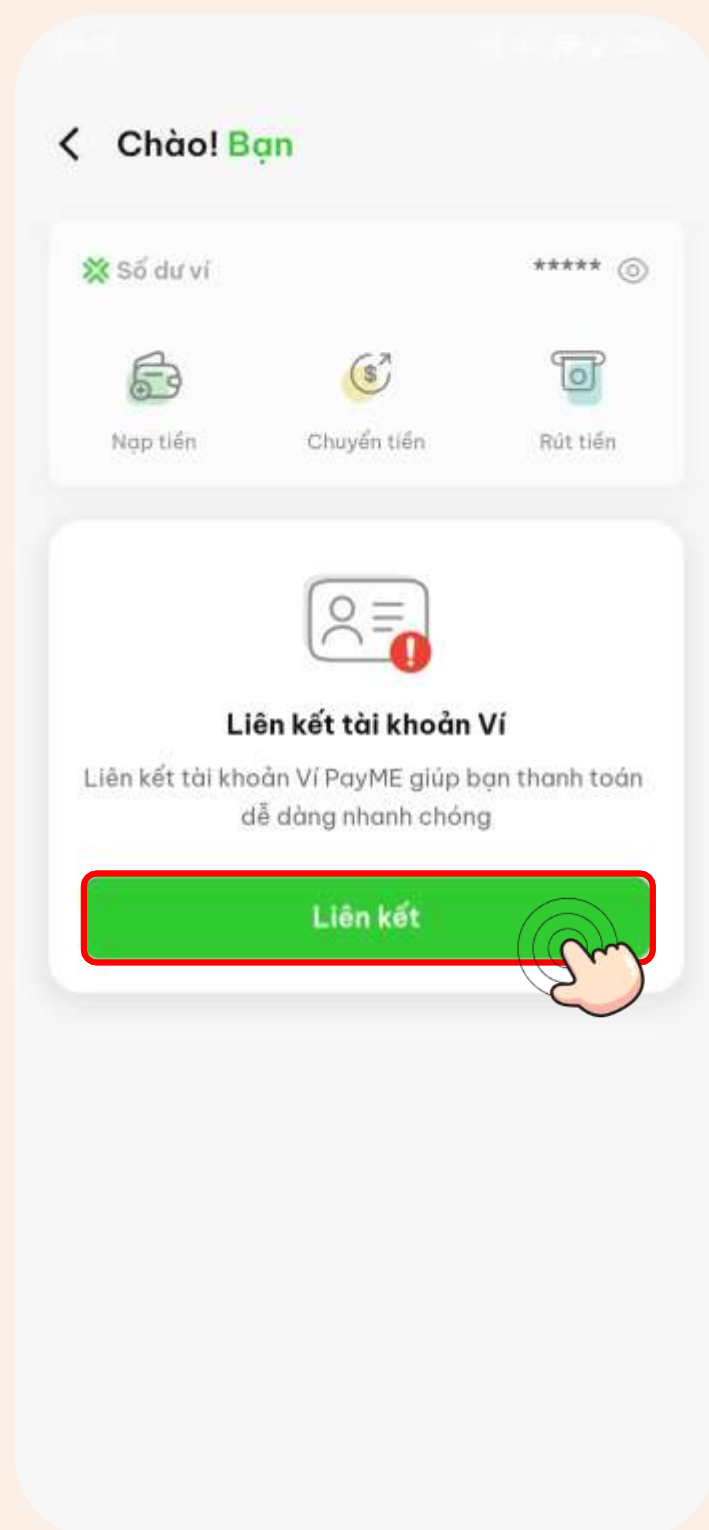 Chào! Bạn
Số dư ví *****
Nạp tiền Chuyển tiền Rút tiền
Liên kết tài khoản Ví
Liên kết tài khoản Ví PayME giúp bạn thanh toán
dễ dàng nhanh chóng
Liên kết